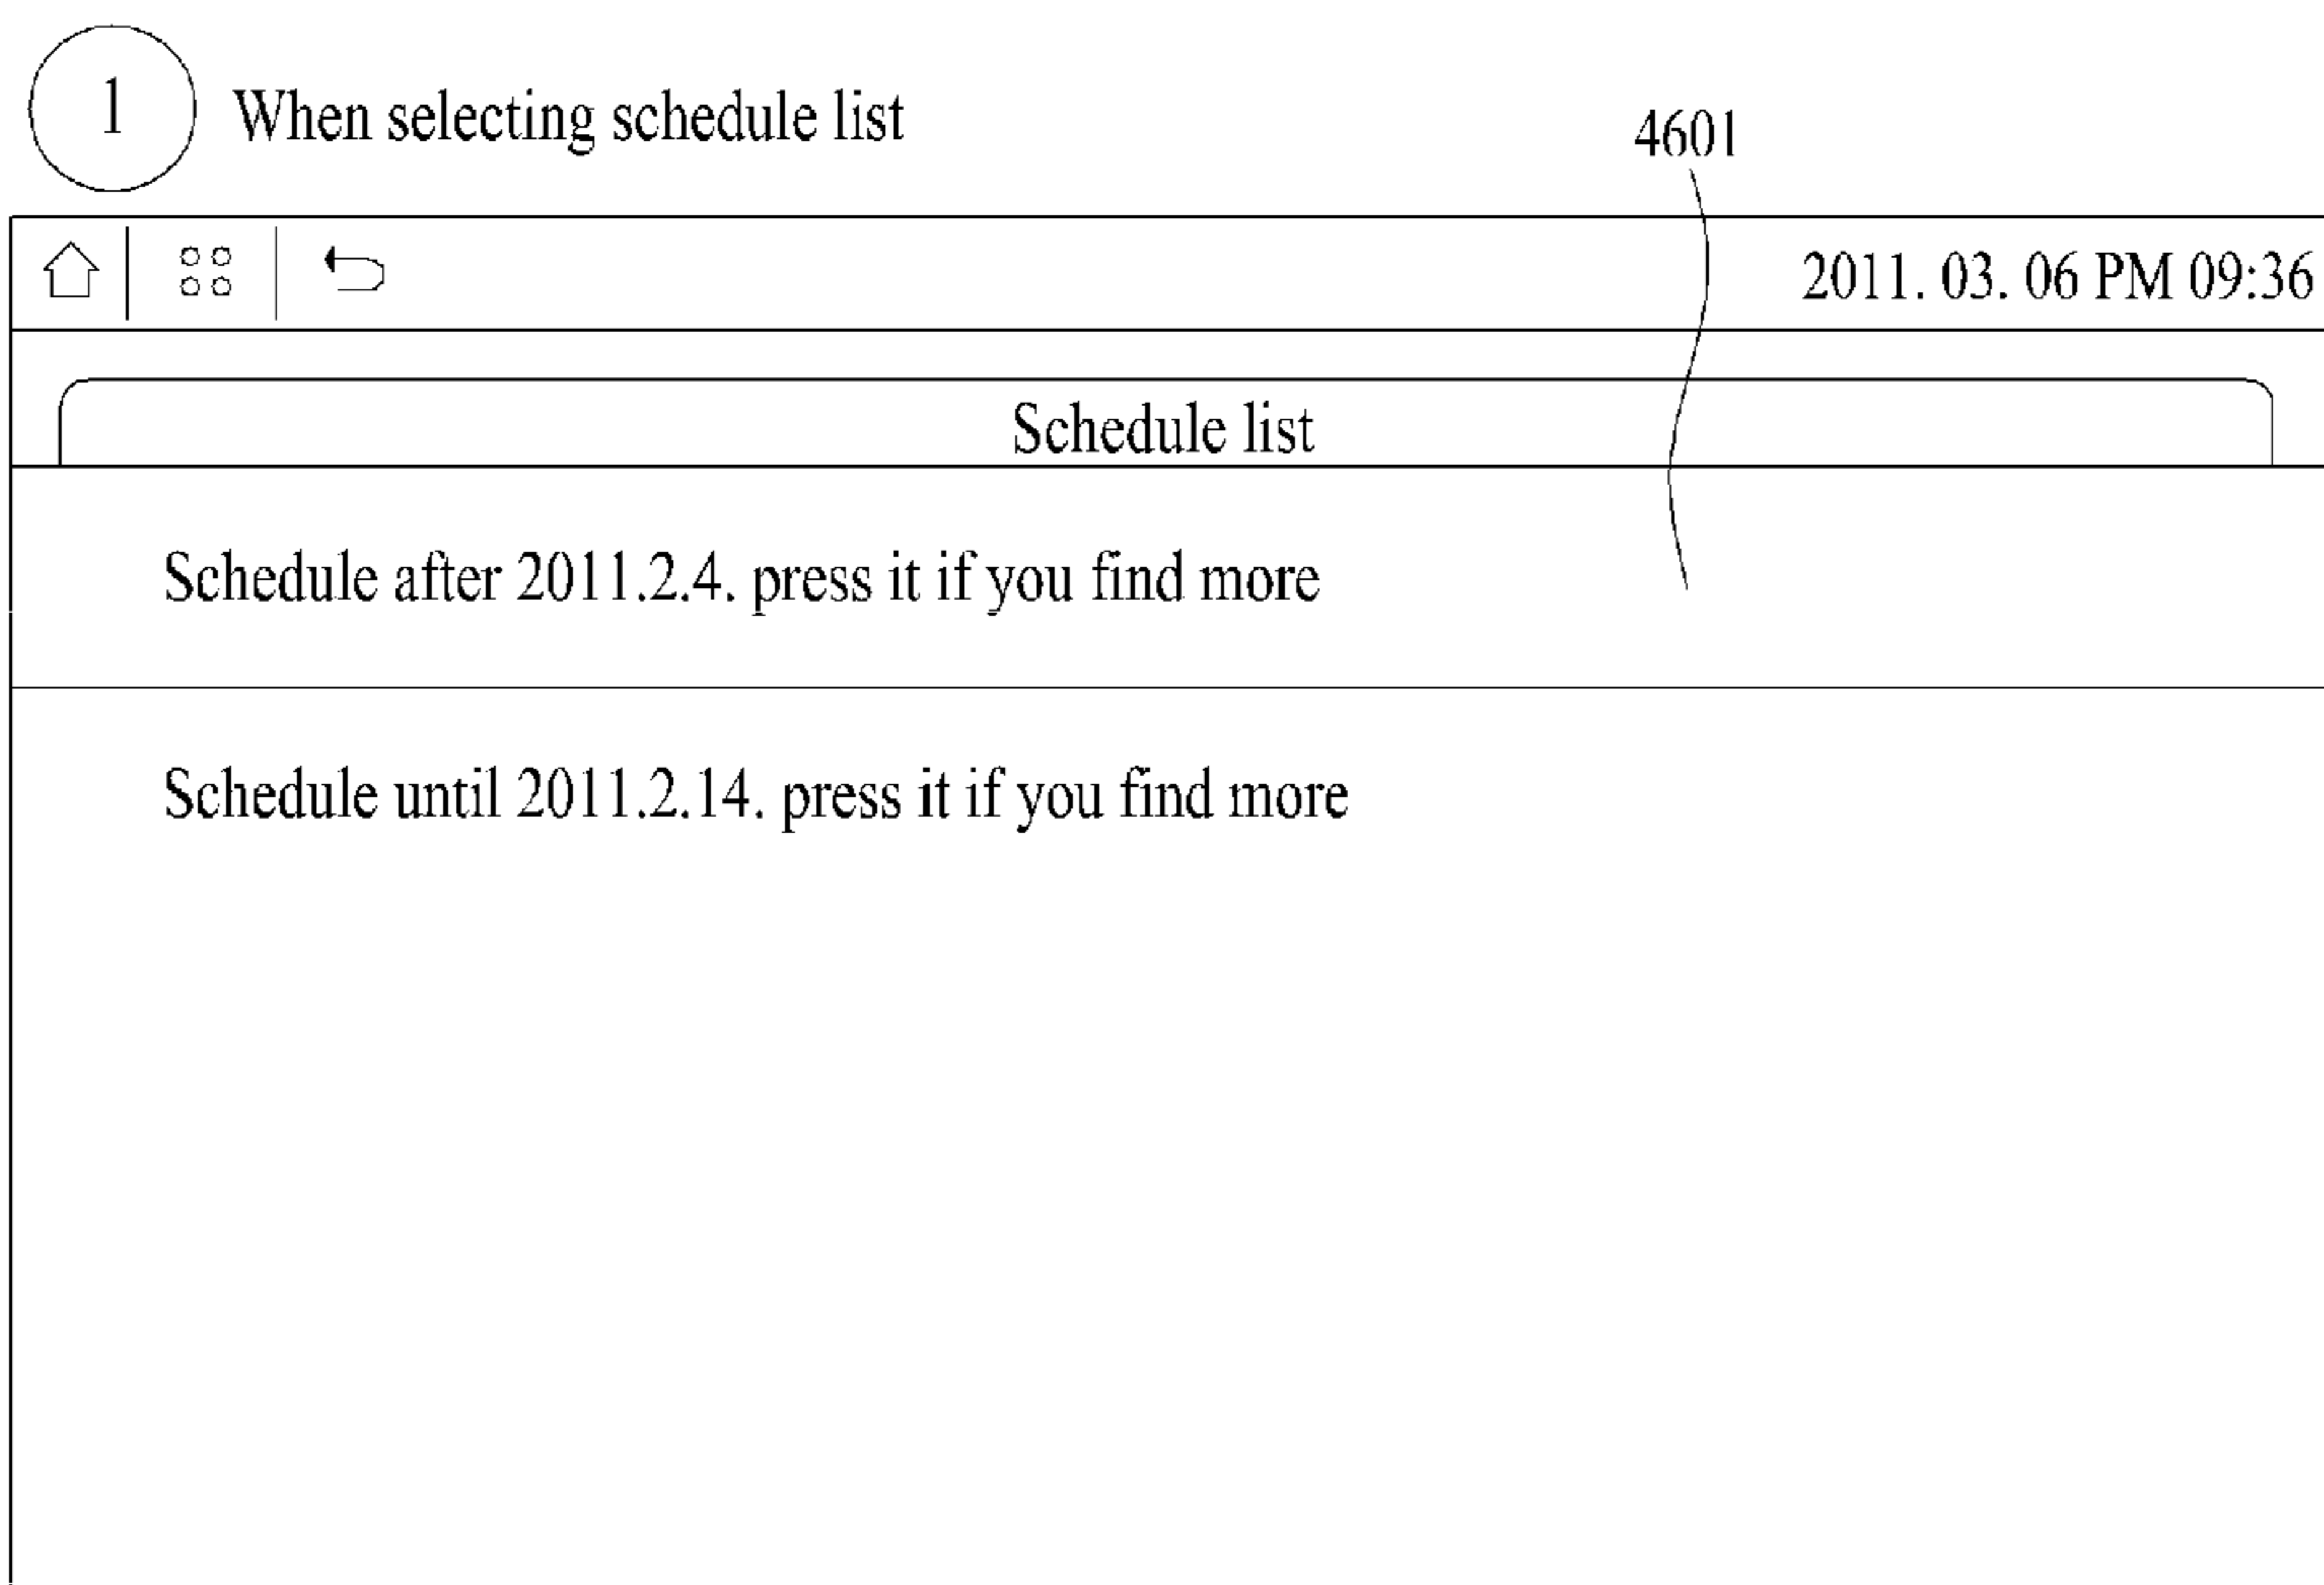 1 When selecting schedule list
4601
2011. 03. 06 PM 09:36
Schedule list
Schedule after 2011.2.4. press it if you find more
Schedule until 2011.2.14. press it if you find more